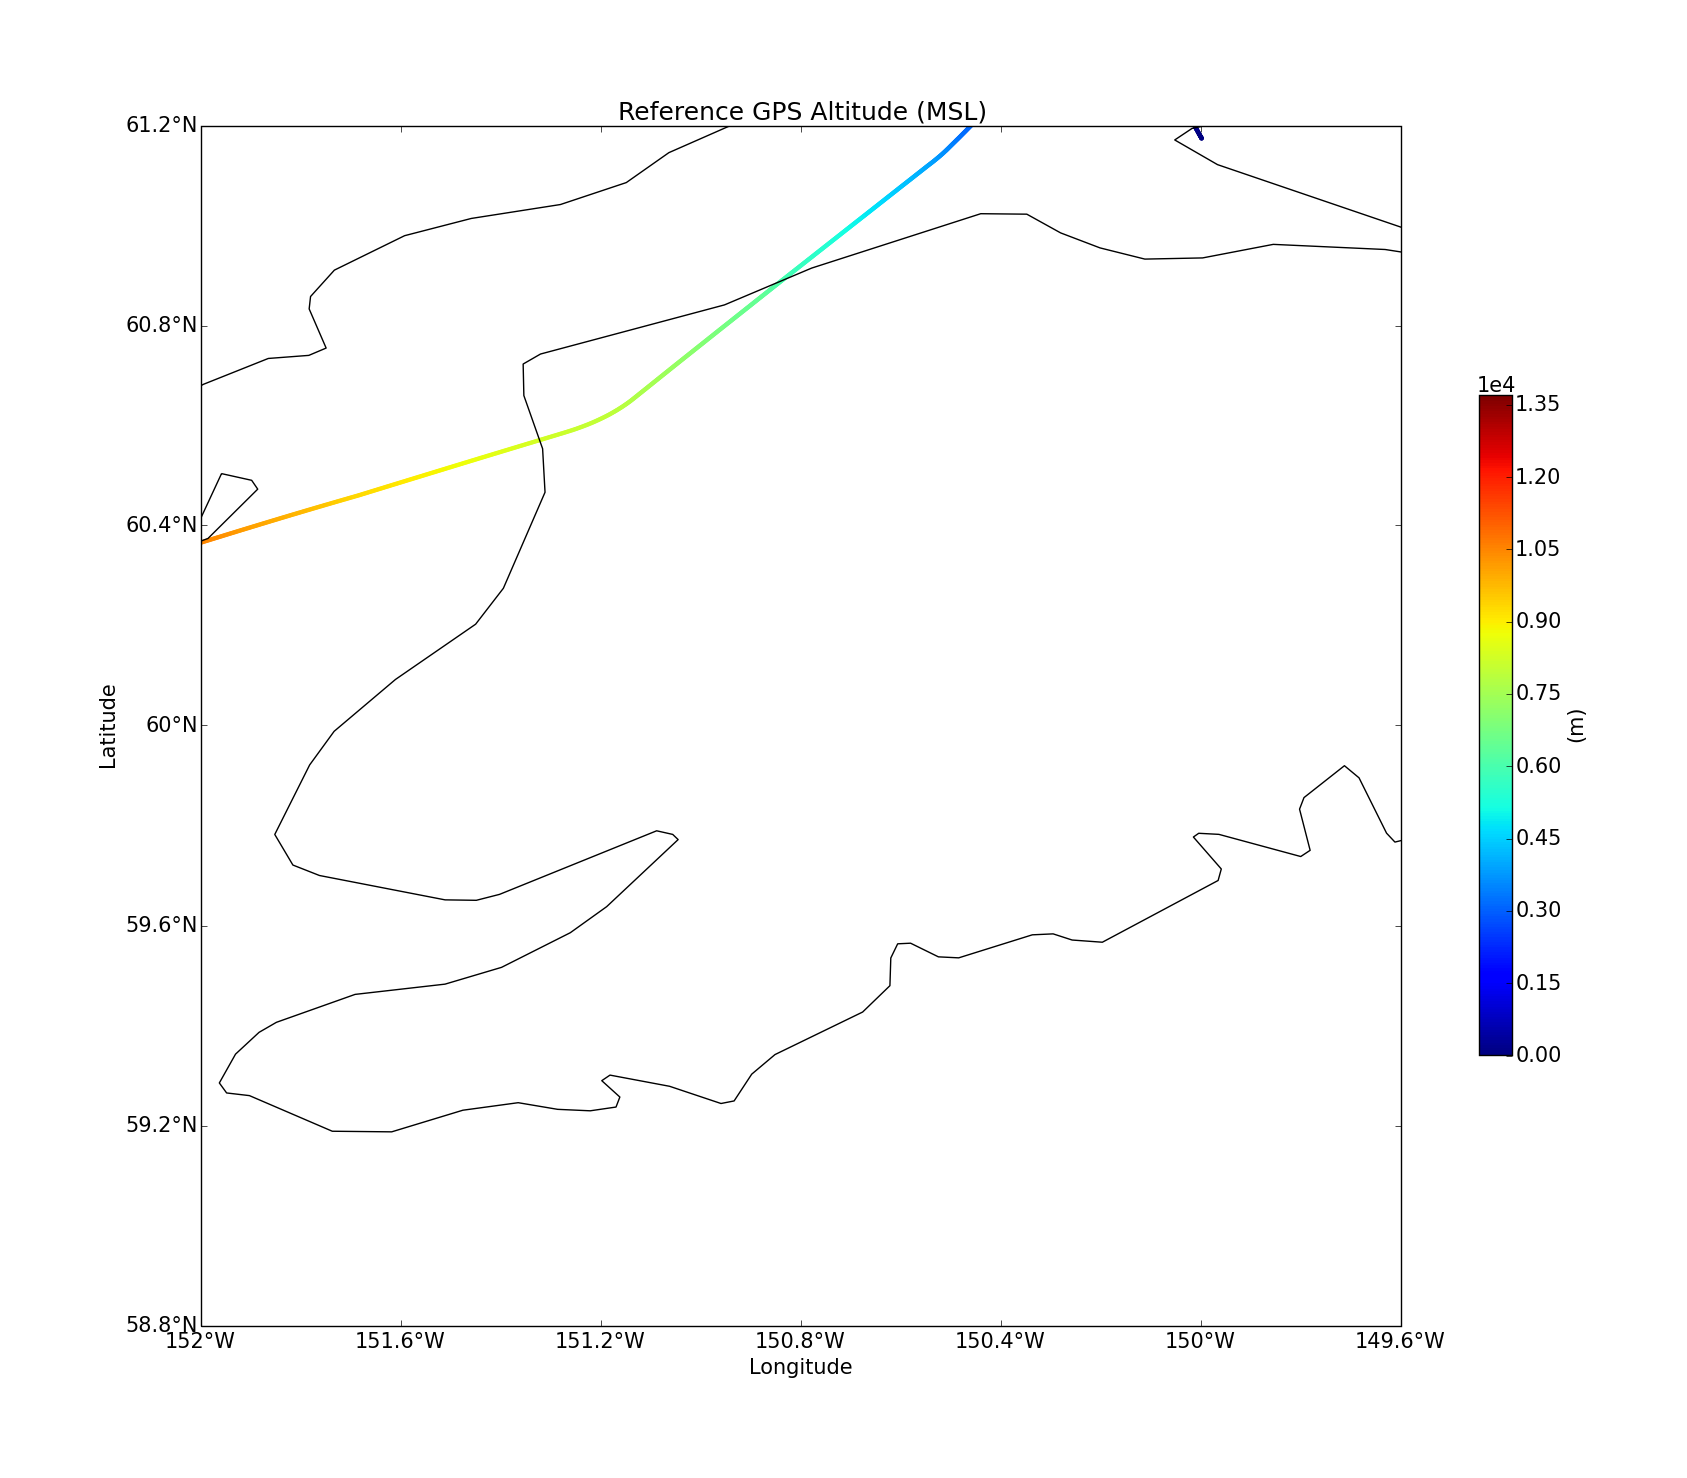 Reference GPS Altitude (MSL)
61.2°N
60.8°N
60.4°N
60°N
59.6°N
59.2°N
58.8°N
Latitude
152°W
151.6°W
151.2°W
150.8°W
150.4°W
150°W
149.6°W
Longitude
1e4
1.35
1.20
1.05
0.90
0.75
0.60
0.45
0.30
0.15
0.00
(m)